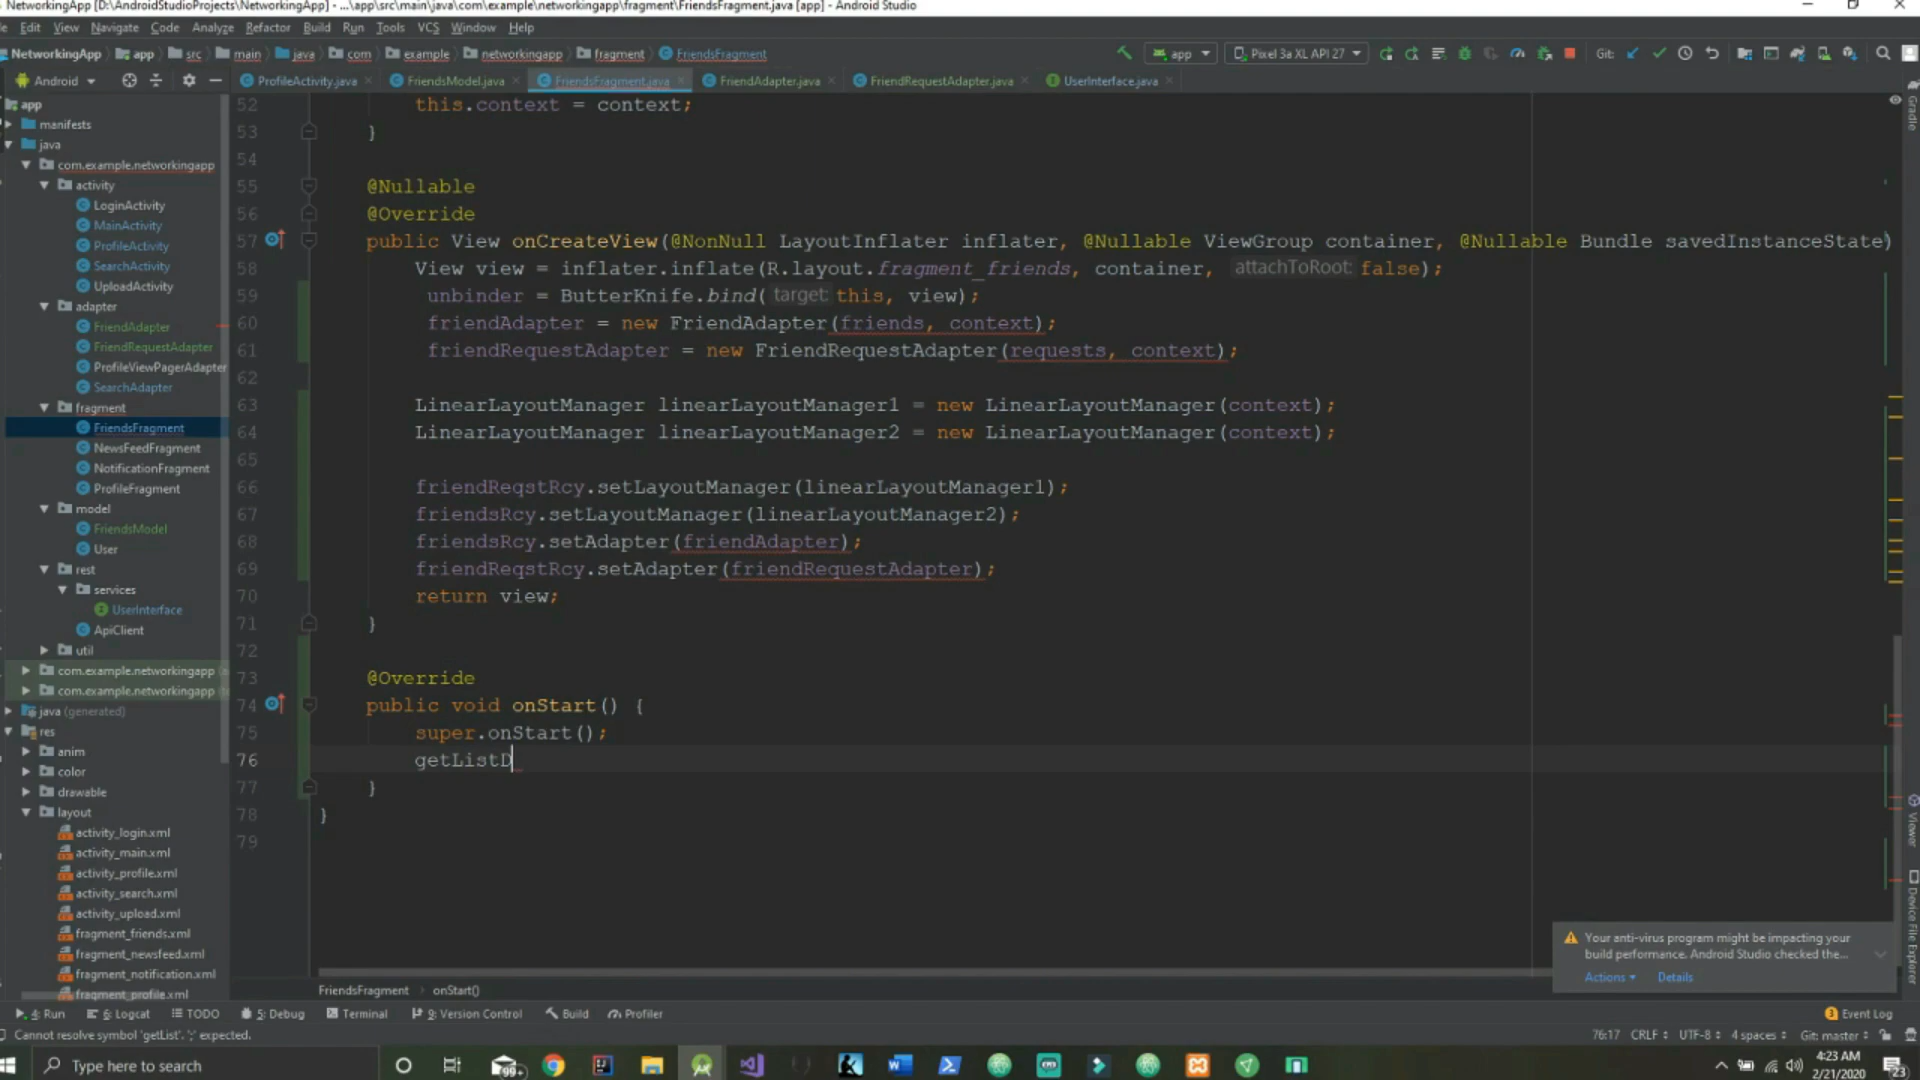 NetworkingApp [D:\AndroidStudioProjects\NetworkingApp] - ...\app\src\main\java\com\example\networkingapp\fragment\FriendsFragment.java [app] - Android Studio
Edit View Navigate Code Analyze Refactor Build Run Tools VCS Window Help
NetworkingApp app src main java com example networkingapp fragment FriendsFragment app Pixel 3a XL API 27 Git:
Android ProfileActivity.java FriendsModel.java FriendsFragment.java FriendAdapter.java FriendRequestAdapter.java UserInterface.java
app
manifests
java
com.example.networkingapp
activity
LoginActivity
MainActivity
ProfileActivity
SearchActivity
UploadActivity
adapter
FriendAdapter
FriendRequestAdapter
ProfileViewPagerAdapter
SearchAdapter
fragment
FriendsFragment
NewsFeedFragment
NotificationFragment
ProfileFragment
model
FriendsModel
User
rest
services
UserInterface
ApiClient
util
com.example.networkingapp
com.example.networkingapp
java (generated)
res
anim
color
drawable
layout
activity_login.xml
activity_main.xml
activity_profile.xml
activity_search.xml
activity_upload.xml
fragment_friends.xml
fragment_newsfeed.xml
fragment_notification.xml
fragment_profile.xml
52 this.context = context;
53 }
54
55 @Nullable
56 @Override
57 public View onCreateView(@NonNull LayoutInflater inflater, @Nullable ViewGroup container, @Nullable Bundle savedInstanceState)
58 View view = inflater.inflate(R.layout.fragment_friends, container, attachToRoot: false);
59 unbinder = ButterKnife.bind( target: this, view);
60 friendAdapter = new FriendAdapter(friends, context);
61 friendRequestAdapter = new FriendRequestAdapter(requests, context);
62
63 LinearLayoutManager linearLayoutManager1 = new LinearLayoutManager(context);
64 LinearLayoutManager linearLayoutManager2 = new LinearLayoutManager(context);
65
66 friendReqstRcy.setLayoutManager(linearLayoutManager1);
67 friendsRcy.setLayoutManager(linearLayoutManager2);
68 friendsRcy.setAdapter(friendAdapter);
69 friendReqstRcy.setAdapter(friendRequestAdapter);
70 return view;
71 }
72
73 @Override
74 public void onStart() {
75 super.onStart();
76 getListD
77 }
78 }
79
Gradle
Viewer
Device File Explorer
Your anti-virus program might be impacting your
build performance. Android Studio checked the...
Actions Details
FriendsFragment onStart()
4: Run 6: Logcat TODO 5: Debug Terminal 9: Version Control Build Profiler 3 Event Log
Cannot resolve symbol 'getList'. ';' expected. 76:17 CRLF UTF-8 4 spaces Git: master
Type here to search 99+ 4:23 AM
2/21/2020 23